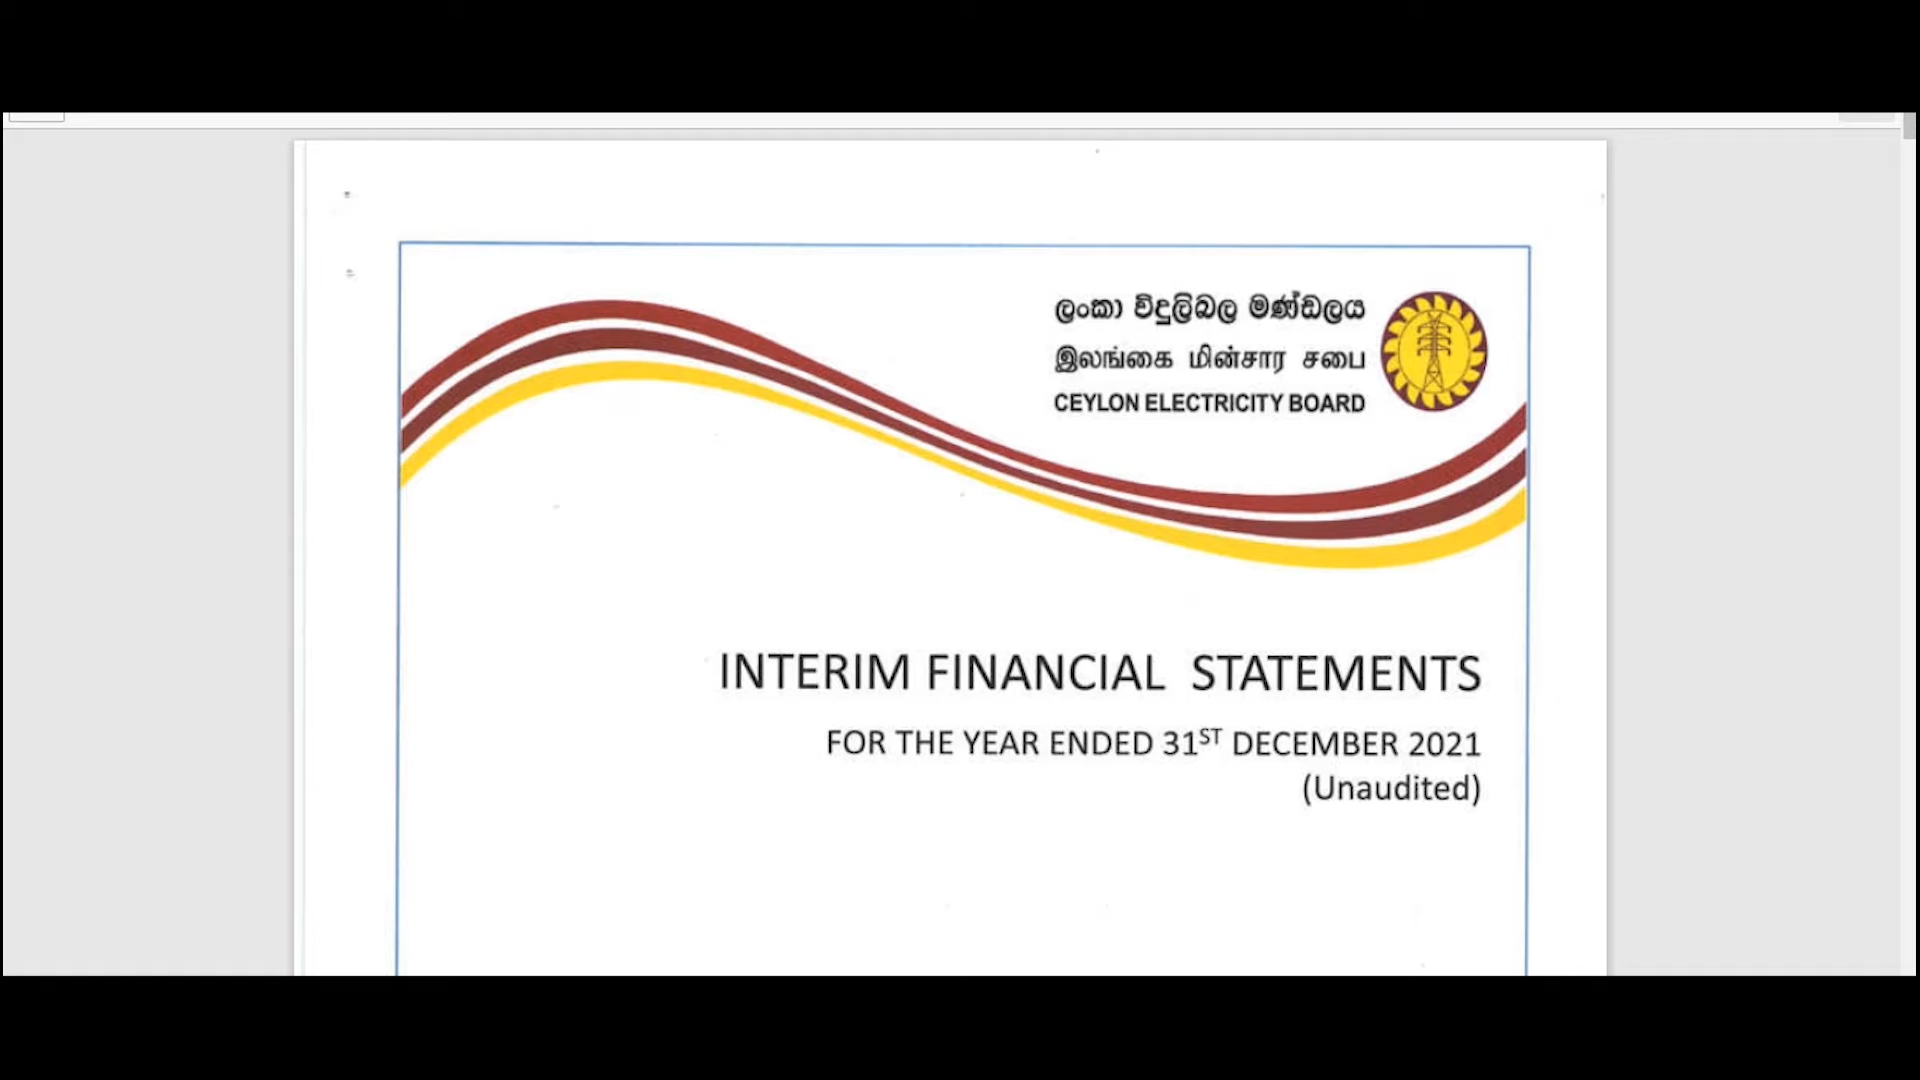 ලංකා විදුලිබල මණ්ඩලය
இலங்கை மின்சார சபை
CEYLON ELECTRICITY BOARD
INTERIM FINANCIAL STATEMENTS
FOR THE YEAR ENDED 31ST DECEMBER 2021
(Unaudited)